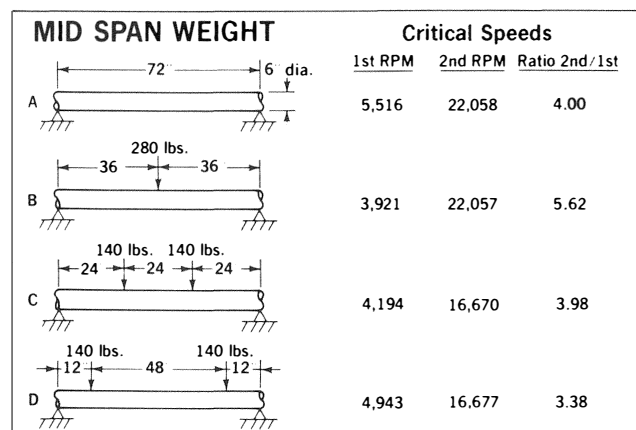 MID SPAN WEIGHT
Critical Speeds
1st RPM 2nd RPM Ratio 2nd/1st
72" 6" dia.
A 5,516 22,058 4.00
280 lbs.
36 36
B 3,921 22,057 5.62
140 lbs. 140 lbs.
24 24 24
C 4,194 16,670 3.98
140 lbs. 140 lbs.
12 48 12
D 4,943 16,677 3.38